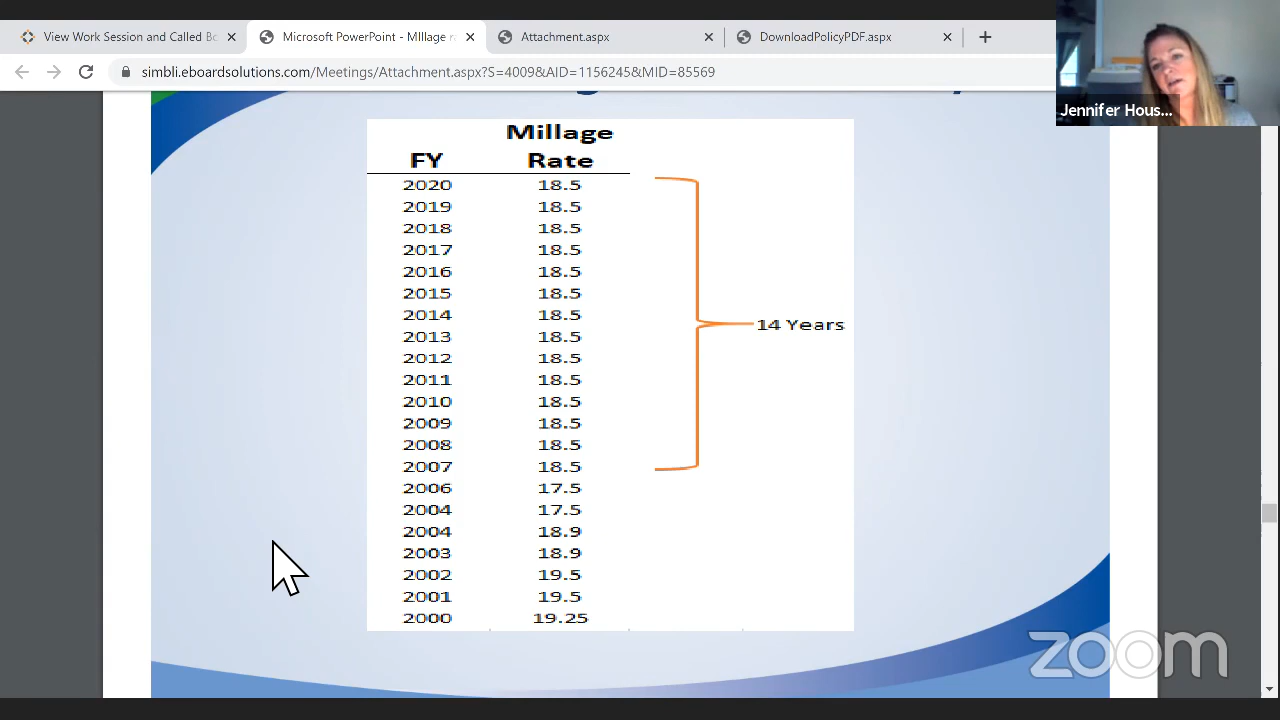 View Work Session and Called Bo
Microsoft PowerPoint - MIllage ra
Attachment.aspx
DownloadPolicyPDF.aspx
simbli.eboardsolutions.com/Meetings/Attachment.aspx?S=4009&AID=1156245&MID=85569
Jennifer Hous...
Millage
FY Rate
2020 18.5
2019 18.5
2018 18.5
2017 18.5
2016 18.5
2015 18.5
2014 18.5
14 Years
2013 18.5
2012 18.5
2011 18.5
2010 18.5
2009 18.5
2008 18.5
2007 18.5
2006 17.5
2004 17.5
2004 18.9
2003 18.9
2002 19.5
2001 19.5
2000 19.25
zoom